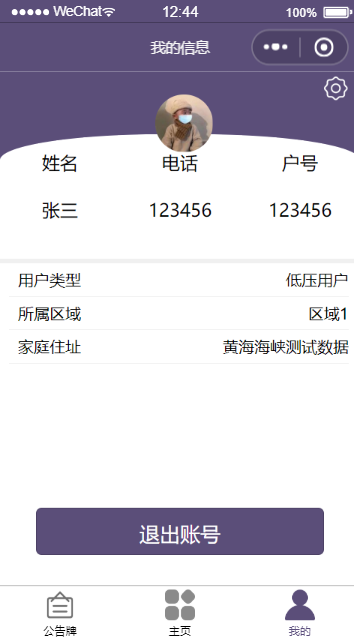 WeChat 12:44 100%
我的信息
姓名 电话 户号
张三 123456 123456
用户类型 低压用户
所属区域 区域1
家庭住址 黄海海峡测试数据
退出账号
公告牌 主页 我的